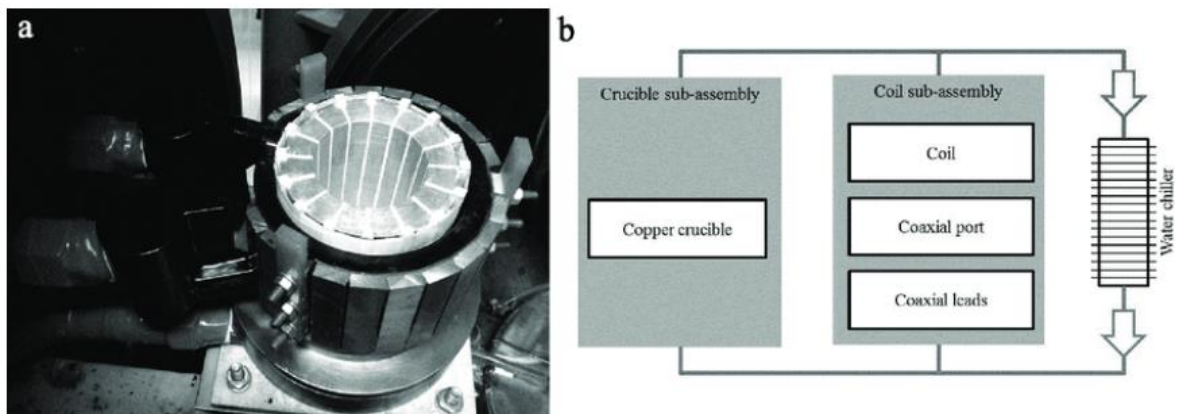 a
b
Crucible sub-assembly
Copper crucible
Coil sub-assembly
Coil
Coaxial port
Coaxial leads
Water chiller